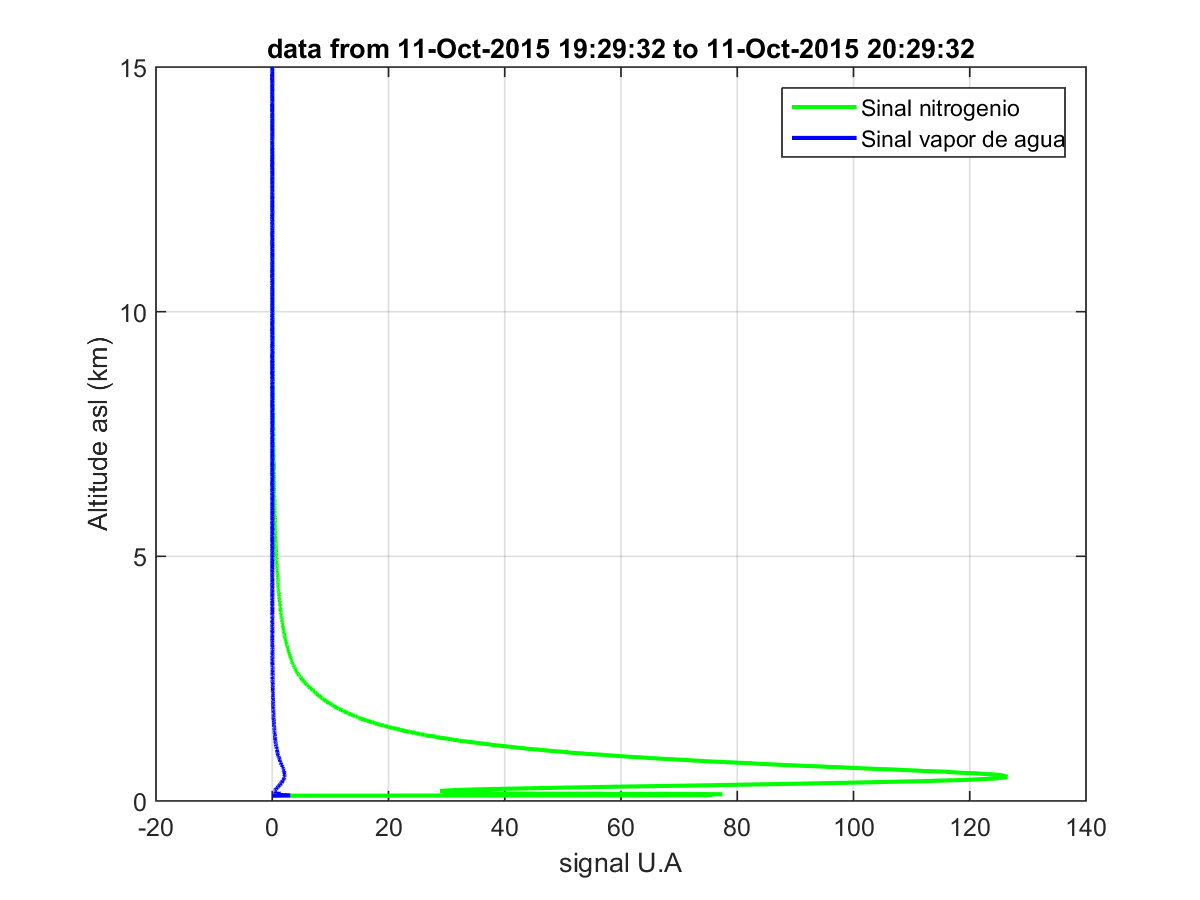 data from 11-Oct-2015 19:29:32 to 11-Oct-2015 20:29:32
15
Sinal nitrogenio
Sinal vapor de agua
10
Altitude asl (km)
5
0
-20 0 20 40 60 80 100 120 140
signal U.A